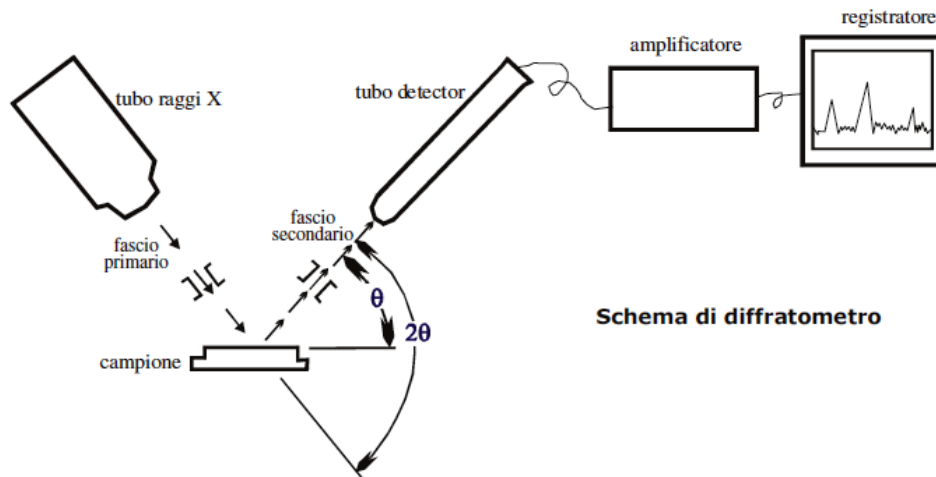 registratore
amplificatore
tubo raggi X
tubo detector
fascio
primario
fascio
secondario
θ
2θ
campione
Schema di diffratometro